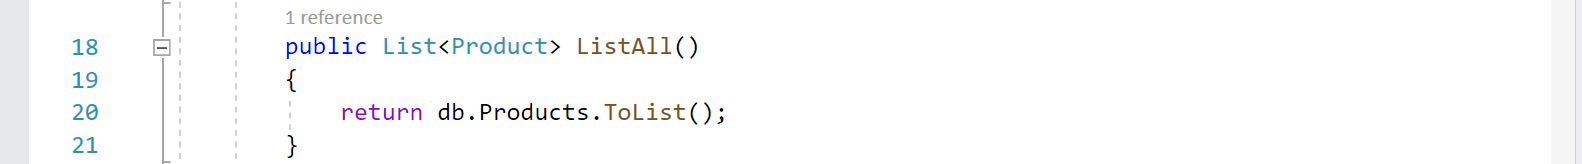 1 reference
18 public List<Product> ListAll()
19 {
20 return db.Products.ToList();
21 }